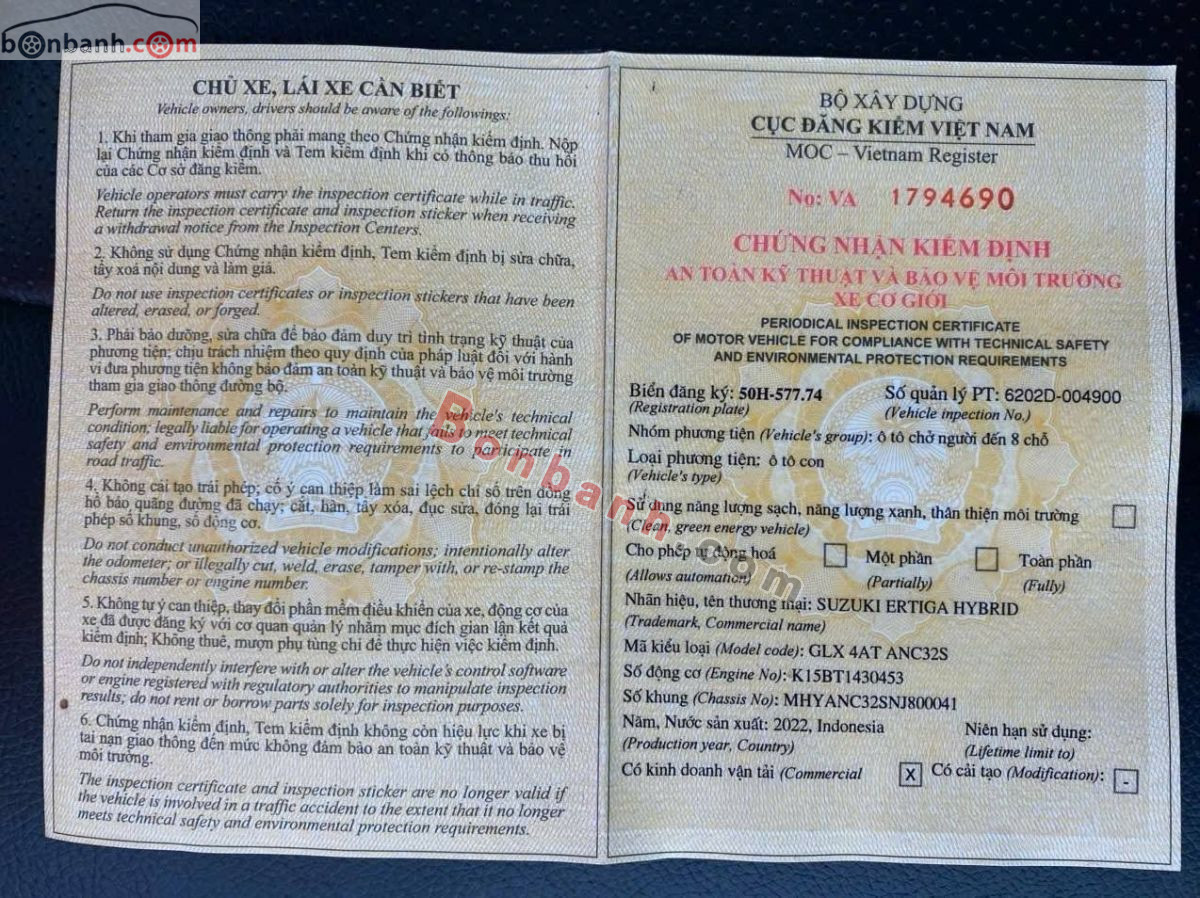 bonbanh.com
CHỦ XE, LÁI XE CẦN BIẾT
Vehicle owners, drivers should be aware of the followings:
1. Khi tham gia giao thông phải mang theo Chứng nhận kiểm định. Nộp
lại Chứng nhận kiểm định và Tem kiểm định khi có thông báo thu hồi
của các Cơ sở đăng kiểm.
Vehicle operators must carry the inspection certificate while in traffic.
Return the inspection certificate and inspection sticker when receiving
a withdrawal notice from the Inspection Centers.
2. Không sử dụng Chứng nhận kiểm định, Tem kiểm định bị sửa chữa,
tẩy xoá nội dung và làm giả.
Do not use inspection certificates or inspection stickers that have been
altered, erased, or forged.
3. Phải bảo dưỡng, sửa chữa để bảo đảm duy trì tình trạng kỹ thuật của
phương tiện; chịu trách nhiệm theo quy định của pháp luật đối với hành
vi đưa phương tiện không bảo đảm an toàn kỹ thuật và bảo vệ môi trường
tham gia giao thông đường bộ.
Perform maintenance and repairs to maintain the vehicle's technical
condition; legally liable for operating a vehicle that fails to meet technical
safety and environmental protection requirements to participate in
road traffic.
4. Không cải tạo trái phép; cố ý can thiệp làm sai lệch chỉ số trên đồng
hồ báo quãng đường đã chạy; cắt, hàn, tẩy xóa, đục sửa, đóng lại trái
phép số khung, số động cơ.
Do not conduct unauthorized vehicle modifications; intentionally alter
the odometer; or illegally cut, weld, erase, tamper with, or re-stamp the
chassis number or engine number.
5. Không tự ý can thiệp, thay đổi phần mềm điều khiển của xe, động cơ của
xe đã được đăng ký với cơ quan quản lý nhằm mục đích gian lận kết quả
kiểm định; Không thuê, mượn phụ tùng chỉ để thực hiện việc kiểm định.
Do not independently interfere with or alter the vehicle's control software
or engine registered with regulatory authorities to manipulate inspection
results; do not rent or borrow parts solely for inspection purposes.
6. Chứng nhận kiểm định, Tem kiểm định không còn hiệu lực khi xe bị
tai nạn giao thông đến mức không đảm bảo an toàn kỹ thuật và bảo vệ
môi trường.
The inspection certificate and inspection sticker are no longer valid if
the vehicle is involved in a traffic accident to the extent that it no longer
meets technical safety and environmental protection requirements.
BỘ XÂY DỰNG
CỤC ĐĂNG KIỂM VIỆT NAM
MOC – Vietnam Register
No: VA 1794690
CHỨNG NHẬN KIỂM ĐỊNH
AN TOÀN KỸ THUẬT VÀ BẢO VỆ MÔI TRƯỜNG
XE CƠ GIỚI
PERIODICAL INSPECTION CERTIFICATE
OF MOTOR VEHICLE FOR COMPLIANCE WITH TECHNICAL SAFETY
AND ENVIRONMENTAL PROTECTION REQUIREMENTS
Biển đăng ký: 50H-577.74 Số quản lý PT: 6202D-004900
(Registration plate) (Vehicle inpection No.)
Nhóm phương tiện (Vehicle's group): ô tô chở người đến 8 chỗ
Loại phương tiện: ô tô con
(Vehicle's type)
Sử dụng năng lượng sạch, năng lượng xanh, thân thiện môi trường
(Clean, green energy vehicle)
Cho phép tự động hoá Một phần Toàn phần
(Allows automation) (Partially) (Fully)
Nhãn hiệu, tên thương mại: SUZUKI ERTIGA HYBRID
(Trademark, Commercial name)
Mã kiểu loại (Model code): GLX 4AT ANC32S
Số động cơ (Engine No): K15BT1430453
Số khung (Chassis No): MHYANC32SNJ800041
Năm, Nước sản xuất: 2022, Indonesia Niên hạn sử dụng:
(Production year, Country) (Lifetime limit to)
Có kinh doanh vận tải (Commercial X Có cải tạo (Modification): -
Bonbanh.com